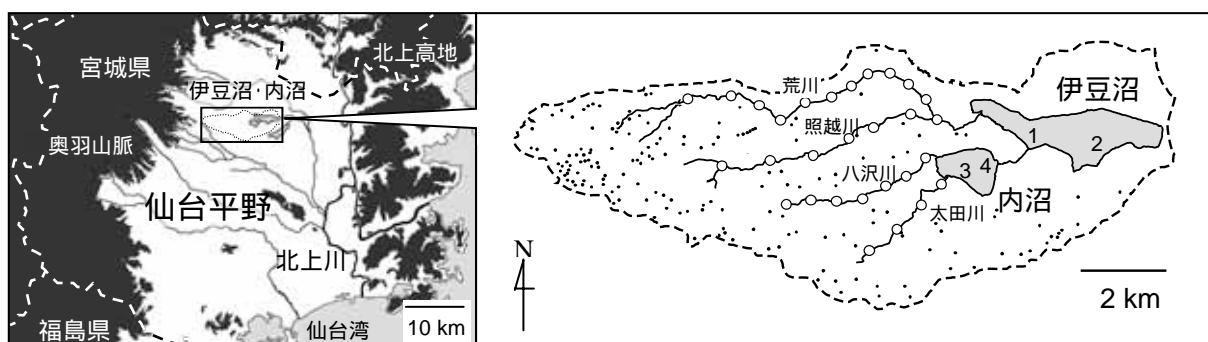 宮城県
北上高地
伊豆沼・内沼
奥羽山脈
仙台平野
北上川
福島県
仙台湾
10 km
荒川
伊豆沼
照越川
1
2
八沢川
3
4
内沼
太田川
N
2 km